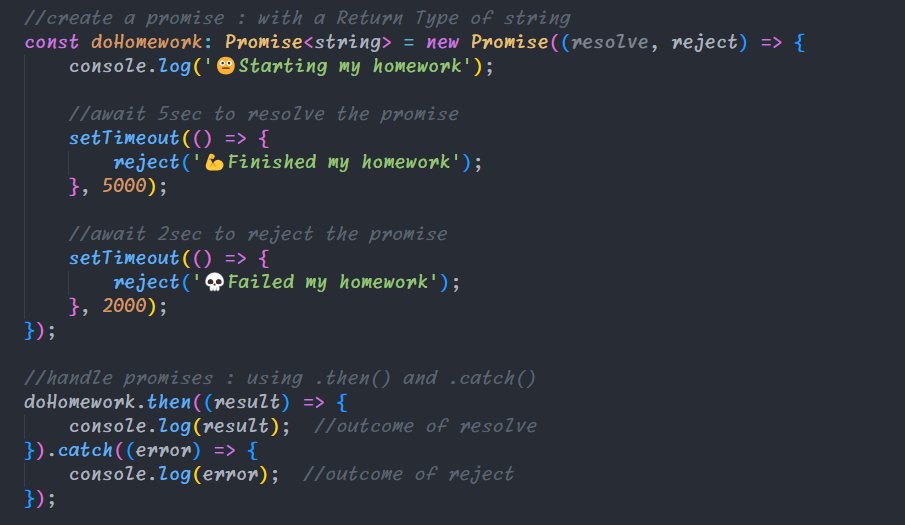 //create a promise : with a Return Type of string
const doHomework: Promise<string> = new Promise((resolve, reject) => {
    console.log('😳Starting my homework');

    //await 5sec to resolve the promise
    setTimeout(() => {
        reject('💪Finished my homework');
    }, 5000);

    //await 2sec to reject the promise
    setTimeout(() => {
        reject('💀Failed my homework');
    }, 2000);
});

//handle promises : using .then() and .catch()
doHomework.then((result) => {
    console.log(result);  //outcome of resolve
}).catch((error) => {
    console.log(error);  //outcome of reject
});